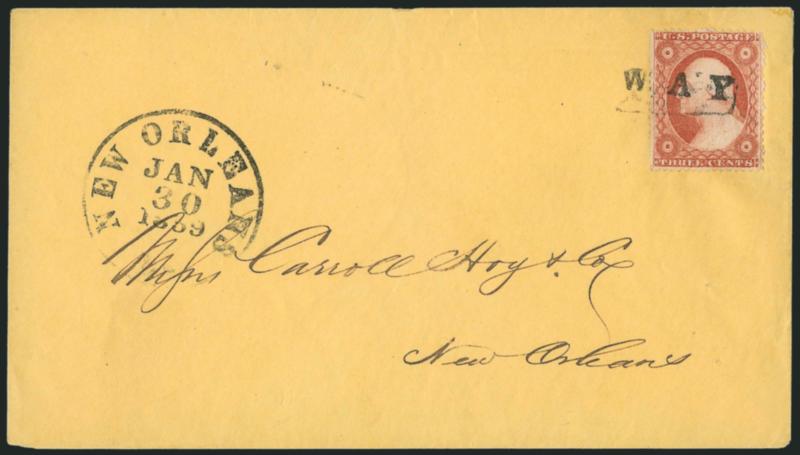 U.S. POSTAGE
WAY
THREE CENTS
NEW ORLEANS
JAN
30
1859
Messrs Carroll Hoy & Co
New Orleans